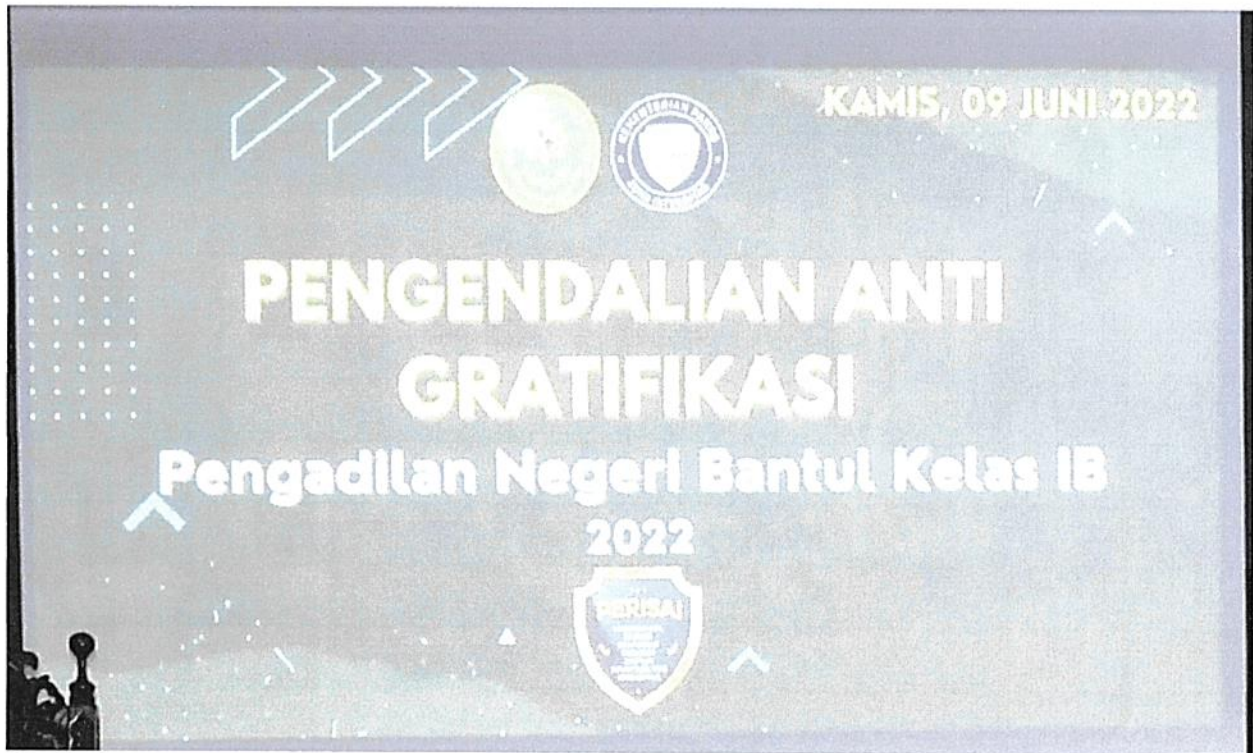 KAMIS, 09 JUNI 2022
PENGENDALIAN ANTI
GRATIFIKASI
Pengadilan Negeri Bantul Kelas IB
2022
PERISAI